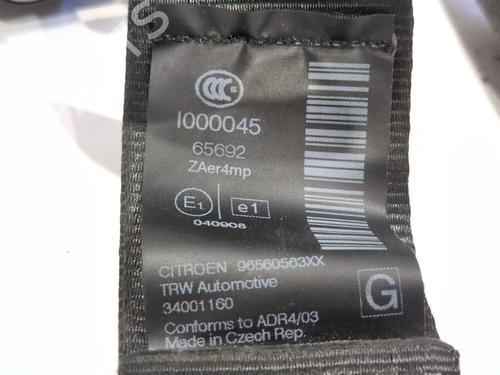 CCC
I000045
65692
ZAer4mp
E1 e1
040908
CITROEN 96560563XX
TRW Automotive
34001160
G
Conforms to ADR4/03
Made in Czech Rep.